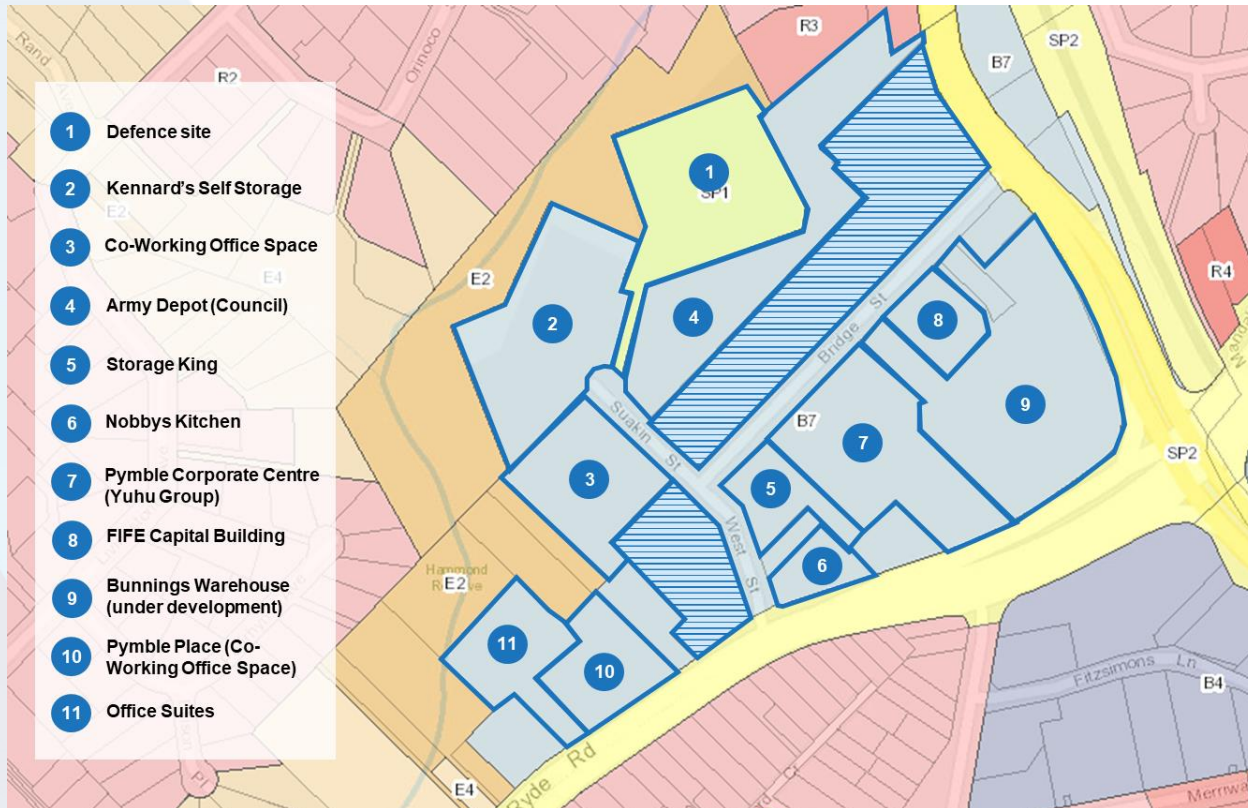 1 Defence site
2 Kennard's Self Storage
3 Co-Working Office Space
4 Army Depot (Council)
5 Storage King
6 Nobbys Kitchen
7 Pymble Corporate Centre
(Yuhu Group)
8 FIFE Capital Building
9 Bunnings Warehouse
(under development)
10 Pymble Place (Co-
Working Office Space)
11 Office Suites
Rand
R2
Orinoco
E2
E4
R3
B7
SP2
1
SP1
R4
E2
2
4
8
Bridge St
9
Suakin St
B7
7
SP2
3
5
West St
6
Hammond
E2
11
10
Fitzsimons Ln
B4
Ryde Rd
E4
Pl
Ct